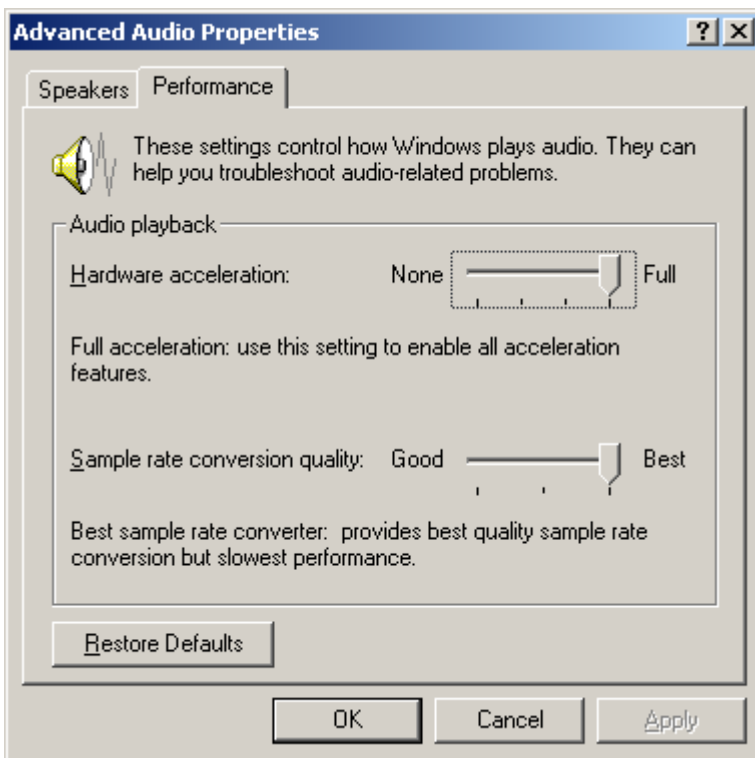 Advanced Audio Properties
Speakers Performance
These settings control how Windows plays audio. They can
help you troubleshoot audio-related problems.
Audio playback
Hardware acceleration: None Full
Full acceleration: use this setting to enable all acceleration
features.
Sample rate conversion quality: Good Best
Best sample rate converter: provides best quality sample rate
conversion but slowest performance.
Restore Defaults
OK Cancel Apply